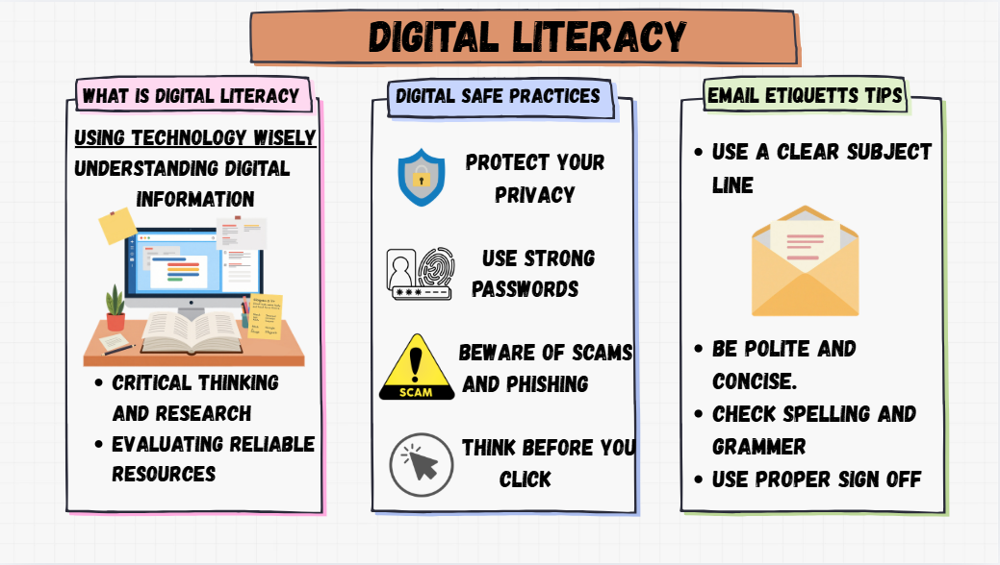 DIGITAL LITERACY
WHAT IS DIGITAL LITERACY
USING TECHNOLOGY WISELY
UNDERSTANDING DIGITAL
INFORMATION
• CRITICAL THINKING
AND RESEARCH
• EVALUATING RELIABLE
RESOURCES
DIGITAL SAFE PRACTICES
PROTECT YOUR
PRIVACY
USE STRONG
PASSWORDS
BEWARE OF SCAMS
AND PHISHING
SCAM
THINK BEFORE YOU
CLICK
EMAIL ETIQUETTS TIPS
• USE A CLEAR SUBJECT
LINE
• BE POLITE AND
CONCISE.
• CHECK SPELLING AND
GRAMMER
• USE PROPER SIGN OFF